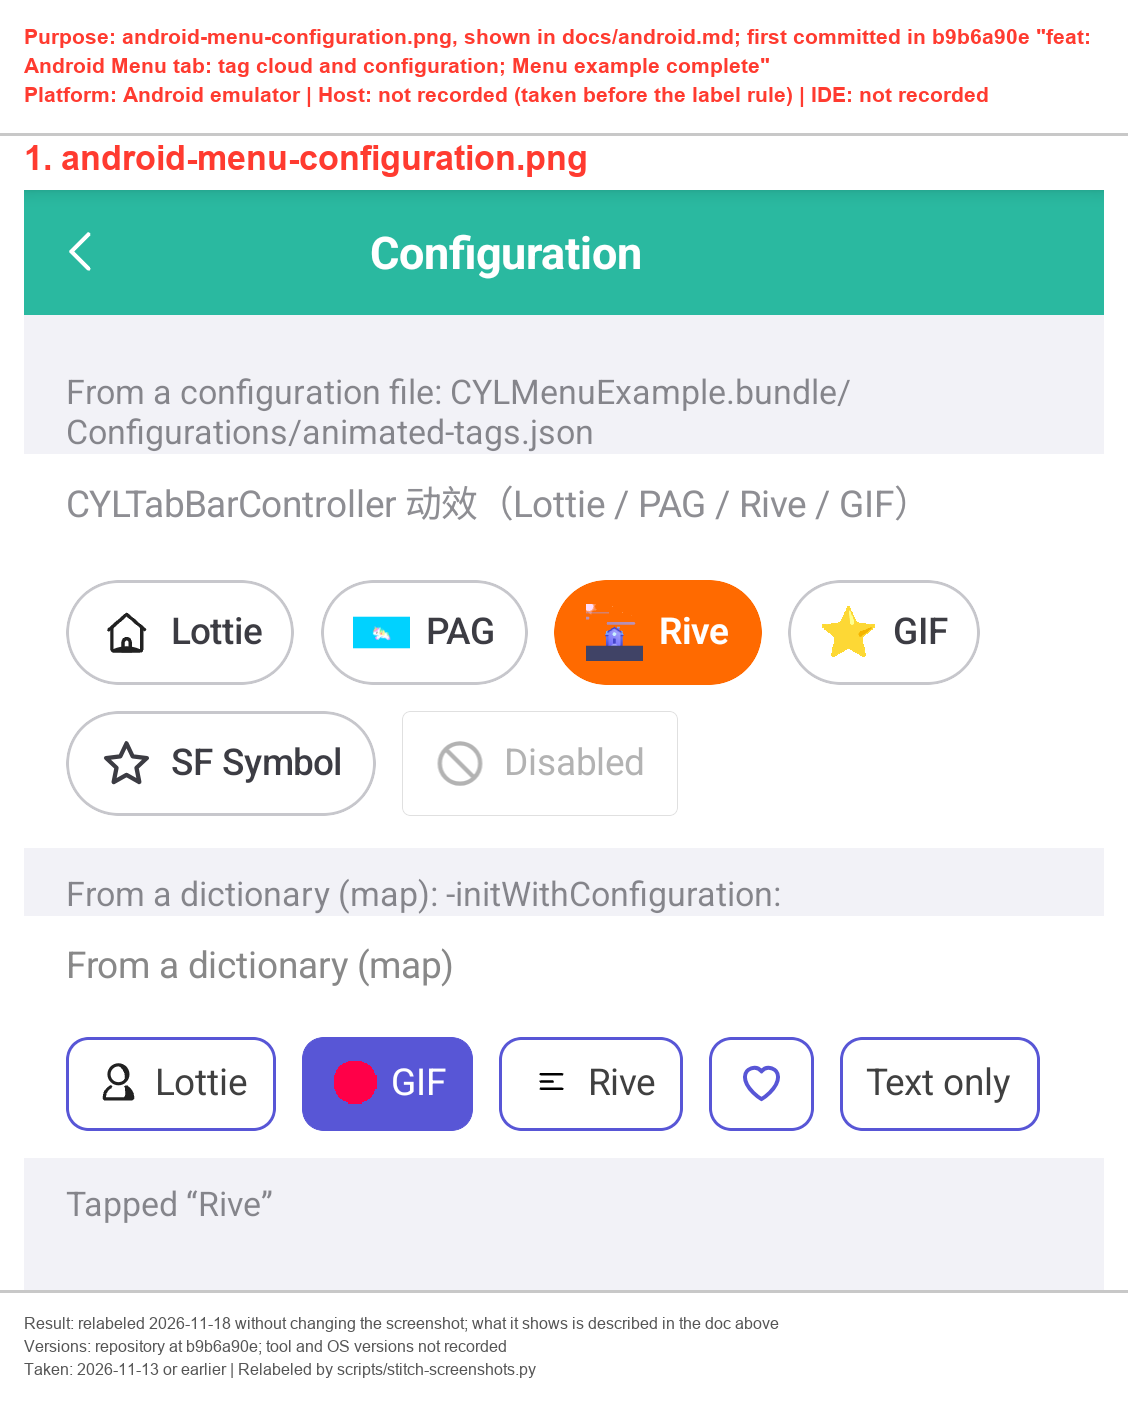 Purpose: android-menu-configuration.png, shown in docs/android.md; first committed in b9b6a90e "feat:
Android Menu tab: tag cloud and configuration; Menu example complete"
Platform: Android emulator | Host: not recorded (taken before the label rule) | IDE: not recorded
1. android-menu-configuration.png
Configuration
From a configuration file: CYLMenuExample.bundle/
Configurations/animated-tags.json
CYLTabBarController 动效（Lottie / PAG / Rive / GIF）
Lottie
PAG
Rive
GIF
SF Symbol
Disabled
From a dictionary (map): -initWithConfiguration:
From a dictionary (map)
Lottie
GIF
Rive
Text only
Tapped “Rive”
Result: relabeled 2026-11-18 without changing the screenshot; what it shows is described in the doc above
Versions: repository at b9b6a90e; tool and OS versions not recorded
Taken: 2026-11-13 or earlier | Relabeled by scripts/stitch-screenshots.py